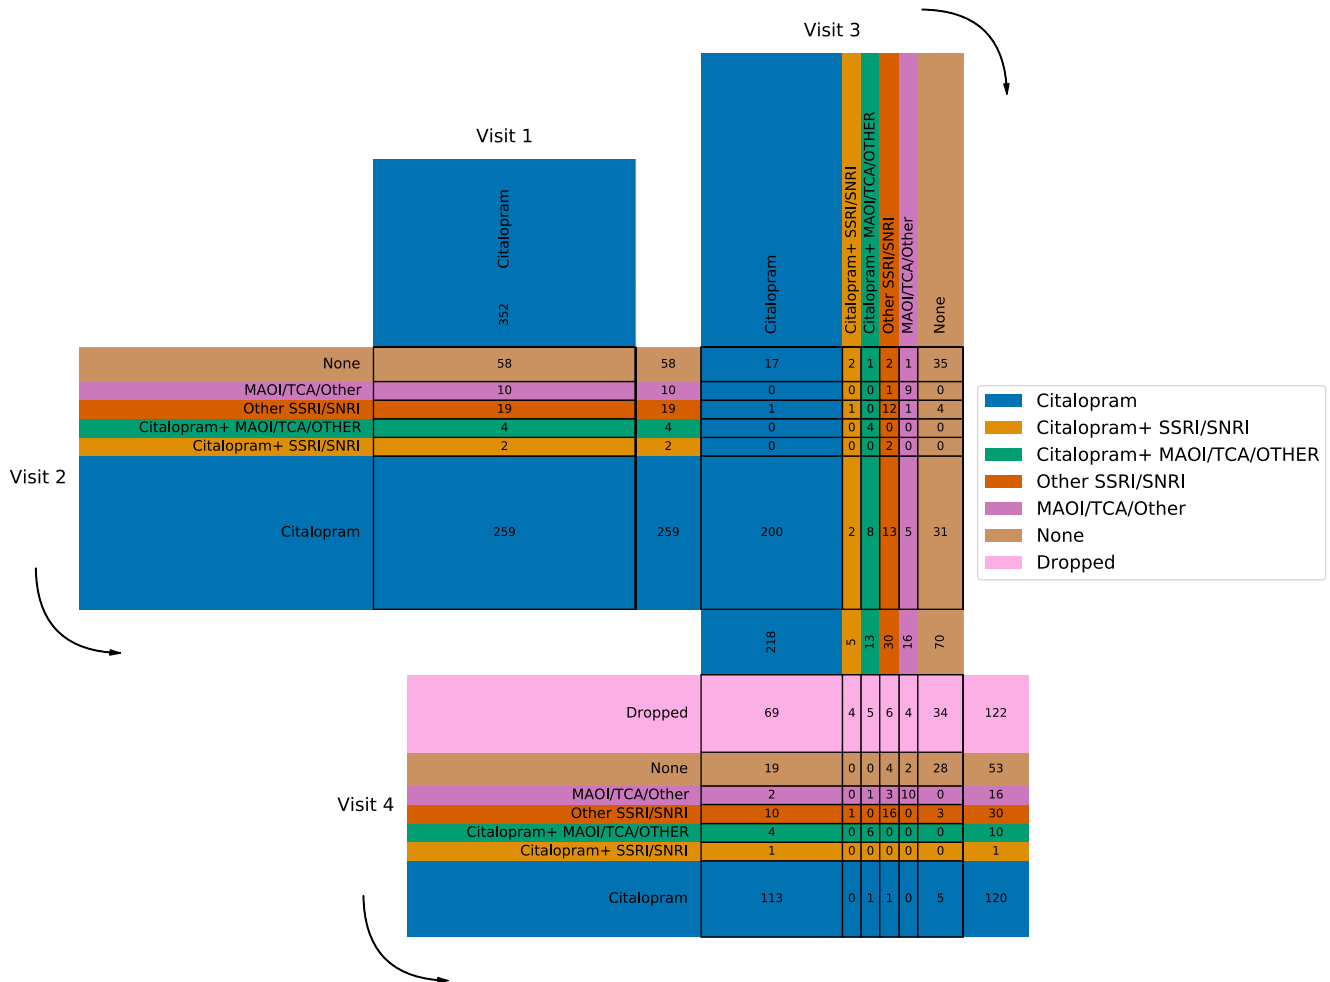 Visit 3
Visit 1
Citalopram
352
Citalopram
Citalopram+ SSRI/SNRI
Citalopram+ MAOI/TCA/OTHER
Other SSRI/SNRI
MAOI/TCA/Other
None
None 58 58 17 2 1 2 1 35
MAOI/TCA/Other 10 10 0 0 0 1 9 0
Other SSRI/SNRI 19 19 1 1 0 12 1 4
Citalopram+ MAOI/TCA/OTHER 4 4 0 0 4 0 0 0
Citalopram+ SSRI/SNRI 2 2 0 0 0 2 0 0
Visit 2
Citalopram 259 259 200 2 8 13 5 31
218 5 13 30 16 70
Citalopram
Citalopram+ SSRI/SNRI
Citalopram+ MAOI/TCA/OTHER
Other SSRI/SNRI
MAOI/TCA/Other
None
Dropped
Dropped 69 4 5 6 4 34 122
None 19 0 0 4 2 28 53
Visit 4
MAOI/TCA/Other 2 0 1 3 10 0 16
Other SSRI/SNRI 10 1 0 16 0 3 30
Citalopram+ MAOI/TCA/OTHER 4 0 6 0 0 0 10
Citalopram+ SSRI/SNRI 1 0 0 0 0 0 1
Citalopram 113 0 1 1 0 5 120